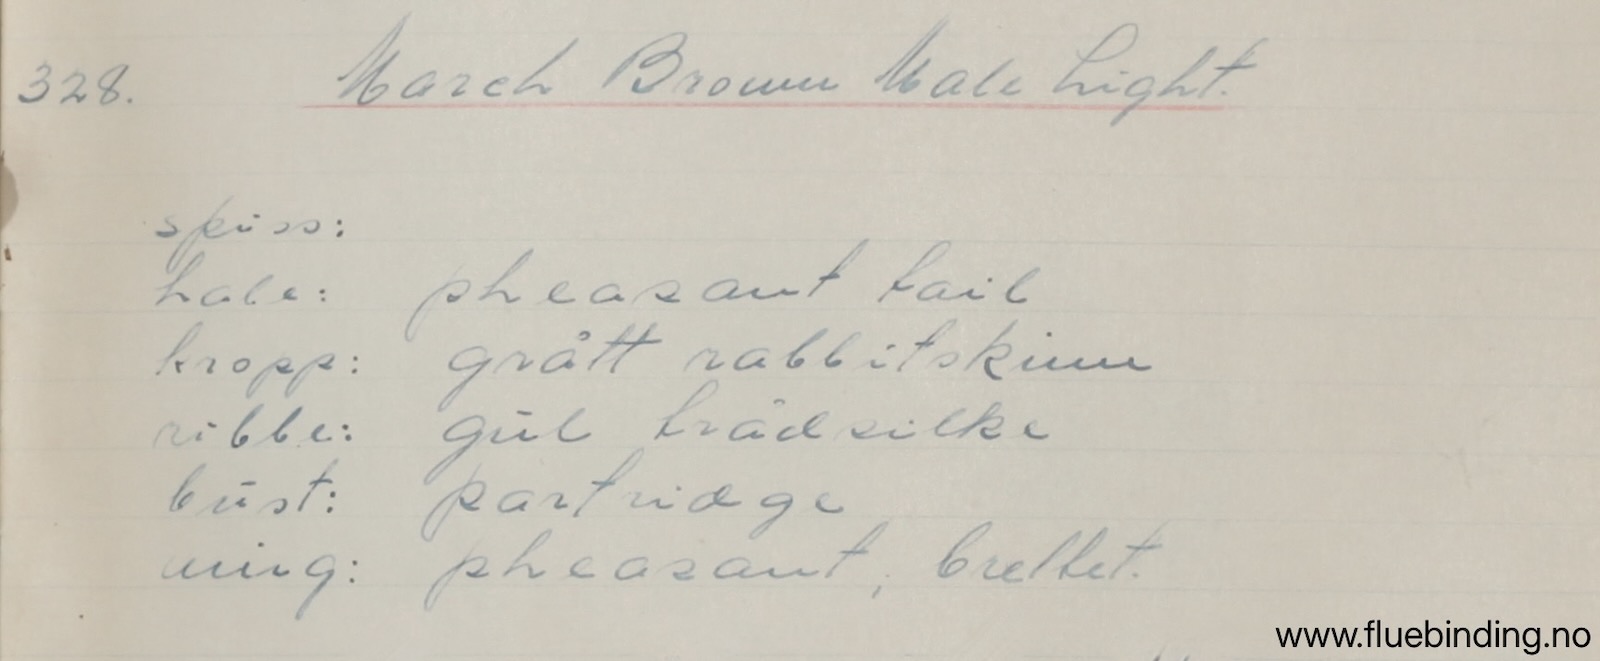 328. March Brown Male Light.
spiss:
hale: pheasant tail
kropp: grått rabbitskinn
ribbe: gul trådsilke
bust: partridge
wing: pheasant, brettet.
www.fluebinding.no